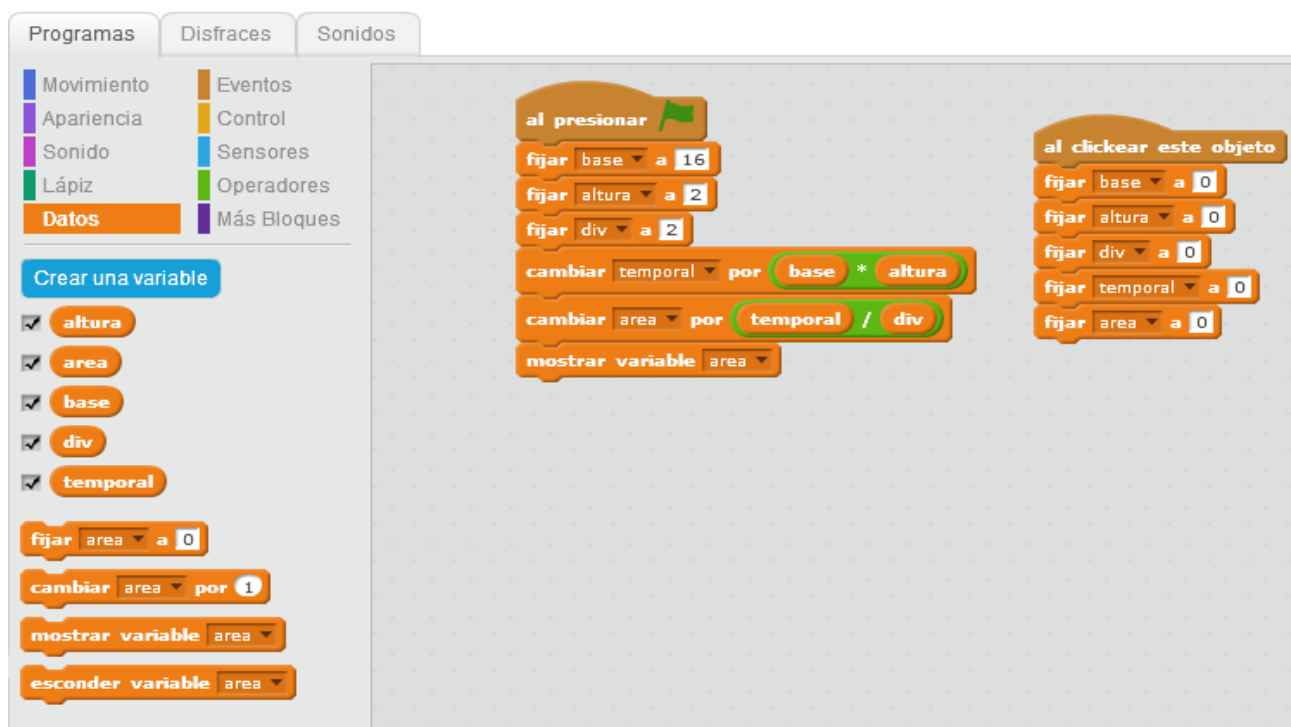 Programas Disfraces Sonidos
Movimiento Eventos
Apariencia Control
Sonido Sensores
Lápiz Operadores
Datos Más Bloques
Crear una variable
altura
area
base
div
temporal
fijar area a 0
cambiar area por 1
mostrar variable area
esconder variable area
al presionar
fijar base a 16
fijar altura a 2
fijar div a 2
cambiar temporal por base * altura
cambiar area por temporal / div
mostrar variable area
al clickear este objeto
fijar base a 0
fijar altura a 0
fijar div a 0
fijar temporal a 0
fijar area a 0